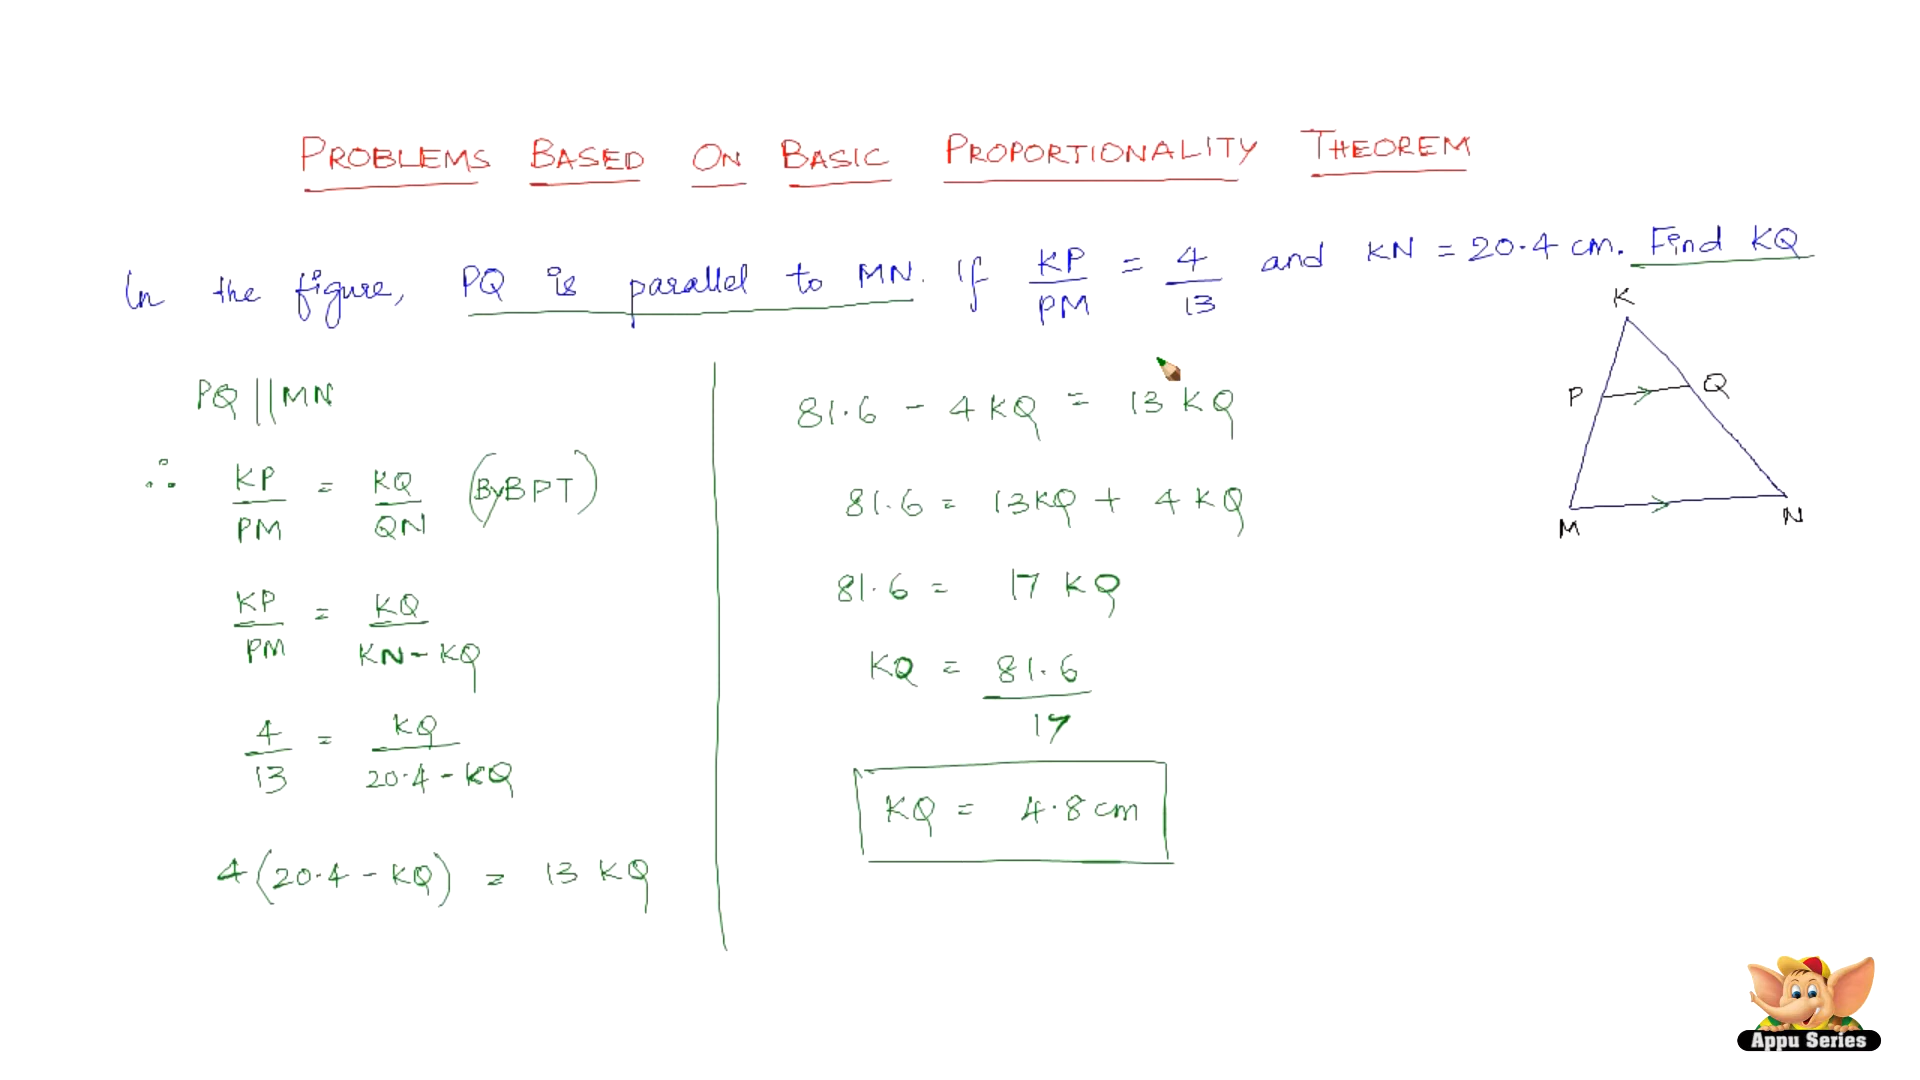 PROBLEMS BASED ON BASIC PROPORTIONALITY THEOREM
In the figure, PQ is parallel to MN. If KP/PM = 4/13 and KN = 20.4 cm. Find KQ
PQ || MN
∴ KP/PM = KQ/QN (By BPT)
KP/PM = KQ/KN - KQ
4/13 = KQ/20.4 - KQ
4(20.4 - KQ) = 13 KQ
81.6 - 4 KQ = 13 KQ
81.6 = 13KQ + 4 KQ
81.6 = 17 KQ
KQ = 81.6/17
KQ = 4.8 cm
K
P Q
M N
Appu Series